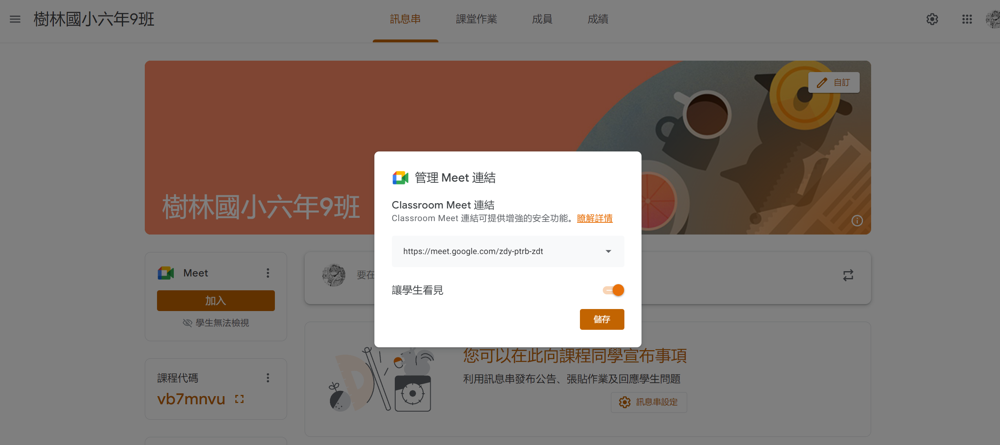 樹林國小六年9班
訊息串
課堂作業
成員
成績
自訂
樹林國小六年9班
管理 Meet 連結
Classroom Meet 連結
Classroom Meet 連結可提供增強的安全功能。瞭解詳情
https://meet.google.com/zdy-ptrb-zdt
讓學生看見
儲存
Meet
加入
學生無法檢視
要在
課程代碼
vb7mnvu
您可以在此向課程同學宣布事項
利用訊息串發布公告、張貼作業及回應學生問題
訊息串設定